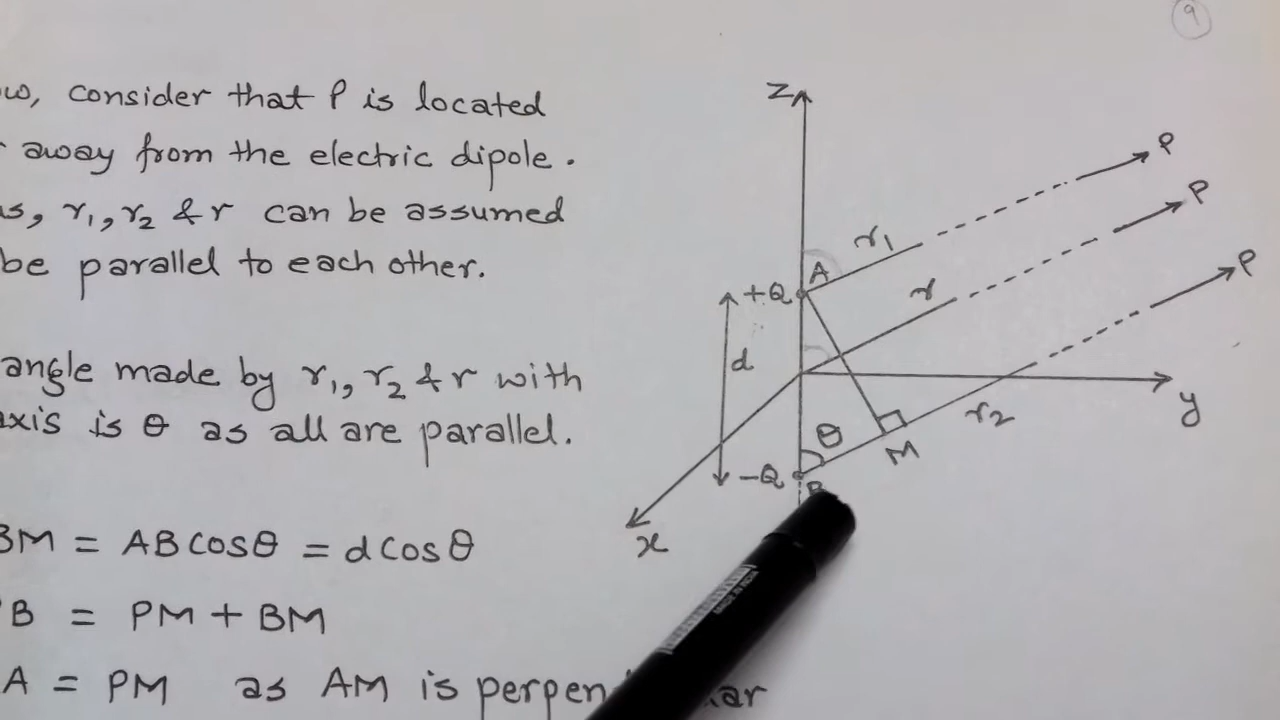 9
consider that P is located
away from the electric dipole.
r₁, r₂ & r can be assumed
be parallel to each other.
angle made by r₁, r₂ & r with
axis is θ as all are parallel.
BM = AB cosθ = d cosθ
B = PM + BM
A = PM as AM is
z
P
P
P
r₁
A
+Q
r
d
y
r₂
θ
M
-Q
B
x